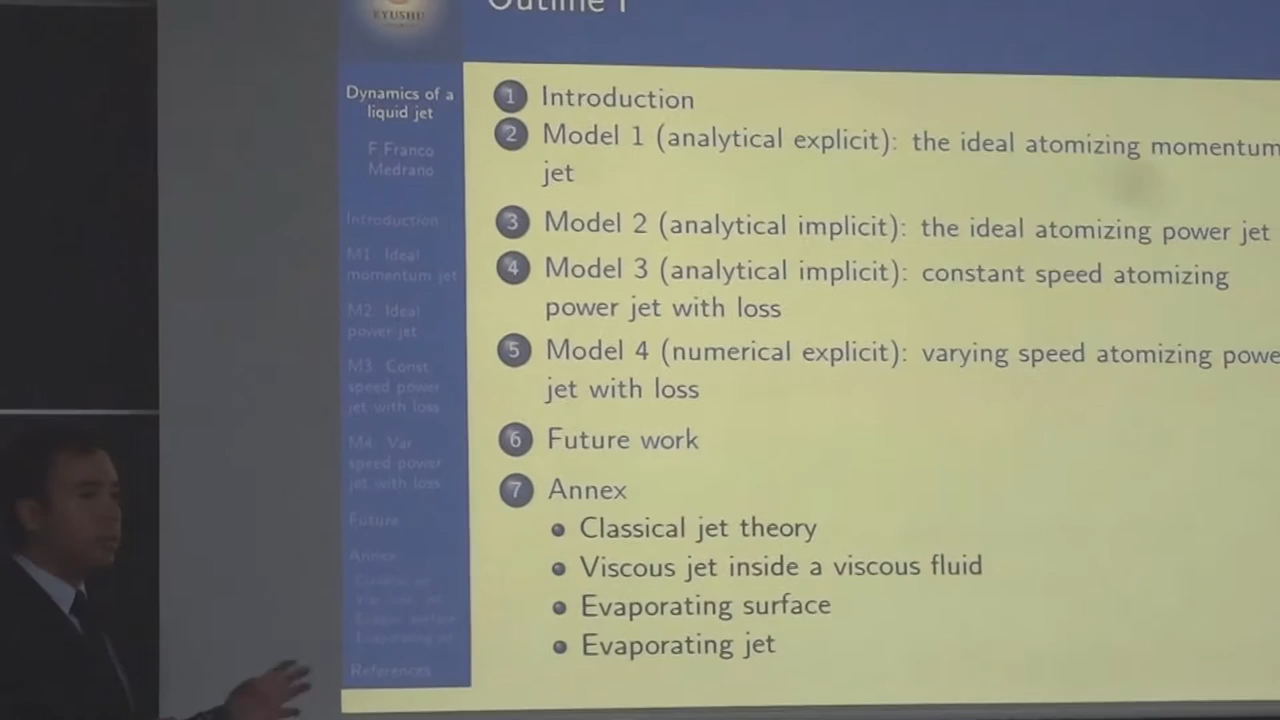 KYUSHU
Outline I
Dynamics of a
liquid jet
F Franco
Medrano
Introduction
M1: Ideal
momentum jet
M2: Ideal
power jet
M3: Const
speed power
jet with loss
M4: Var
speed power
jet with loss
Future
Annex
Evaporating jet
References
1 Introduction
2 Model 1 (analytical explicit): the ideal atomizing momentum
jet
3 Model 2 (analytical implicit): the ideal atomizing power jet
4 Model 3 (analytical implicit): constant speed atomizing
power jet with loss
5 Model 4 (numerical explicit): varying speed atomizing powe
jet with loss
6 Future work
7 Annex
Classical jet theory
Viscous jet inside a viscous fluid
Evaporating surface
Evaporating jet